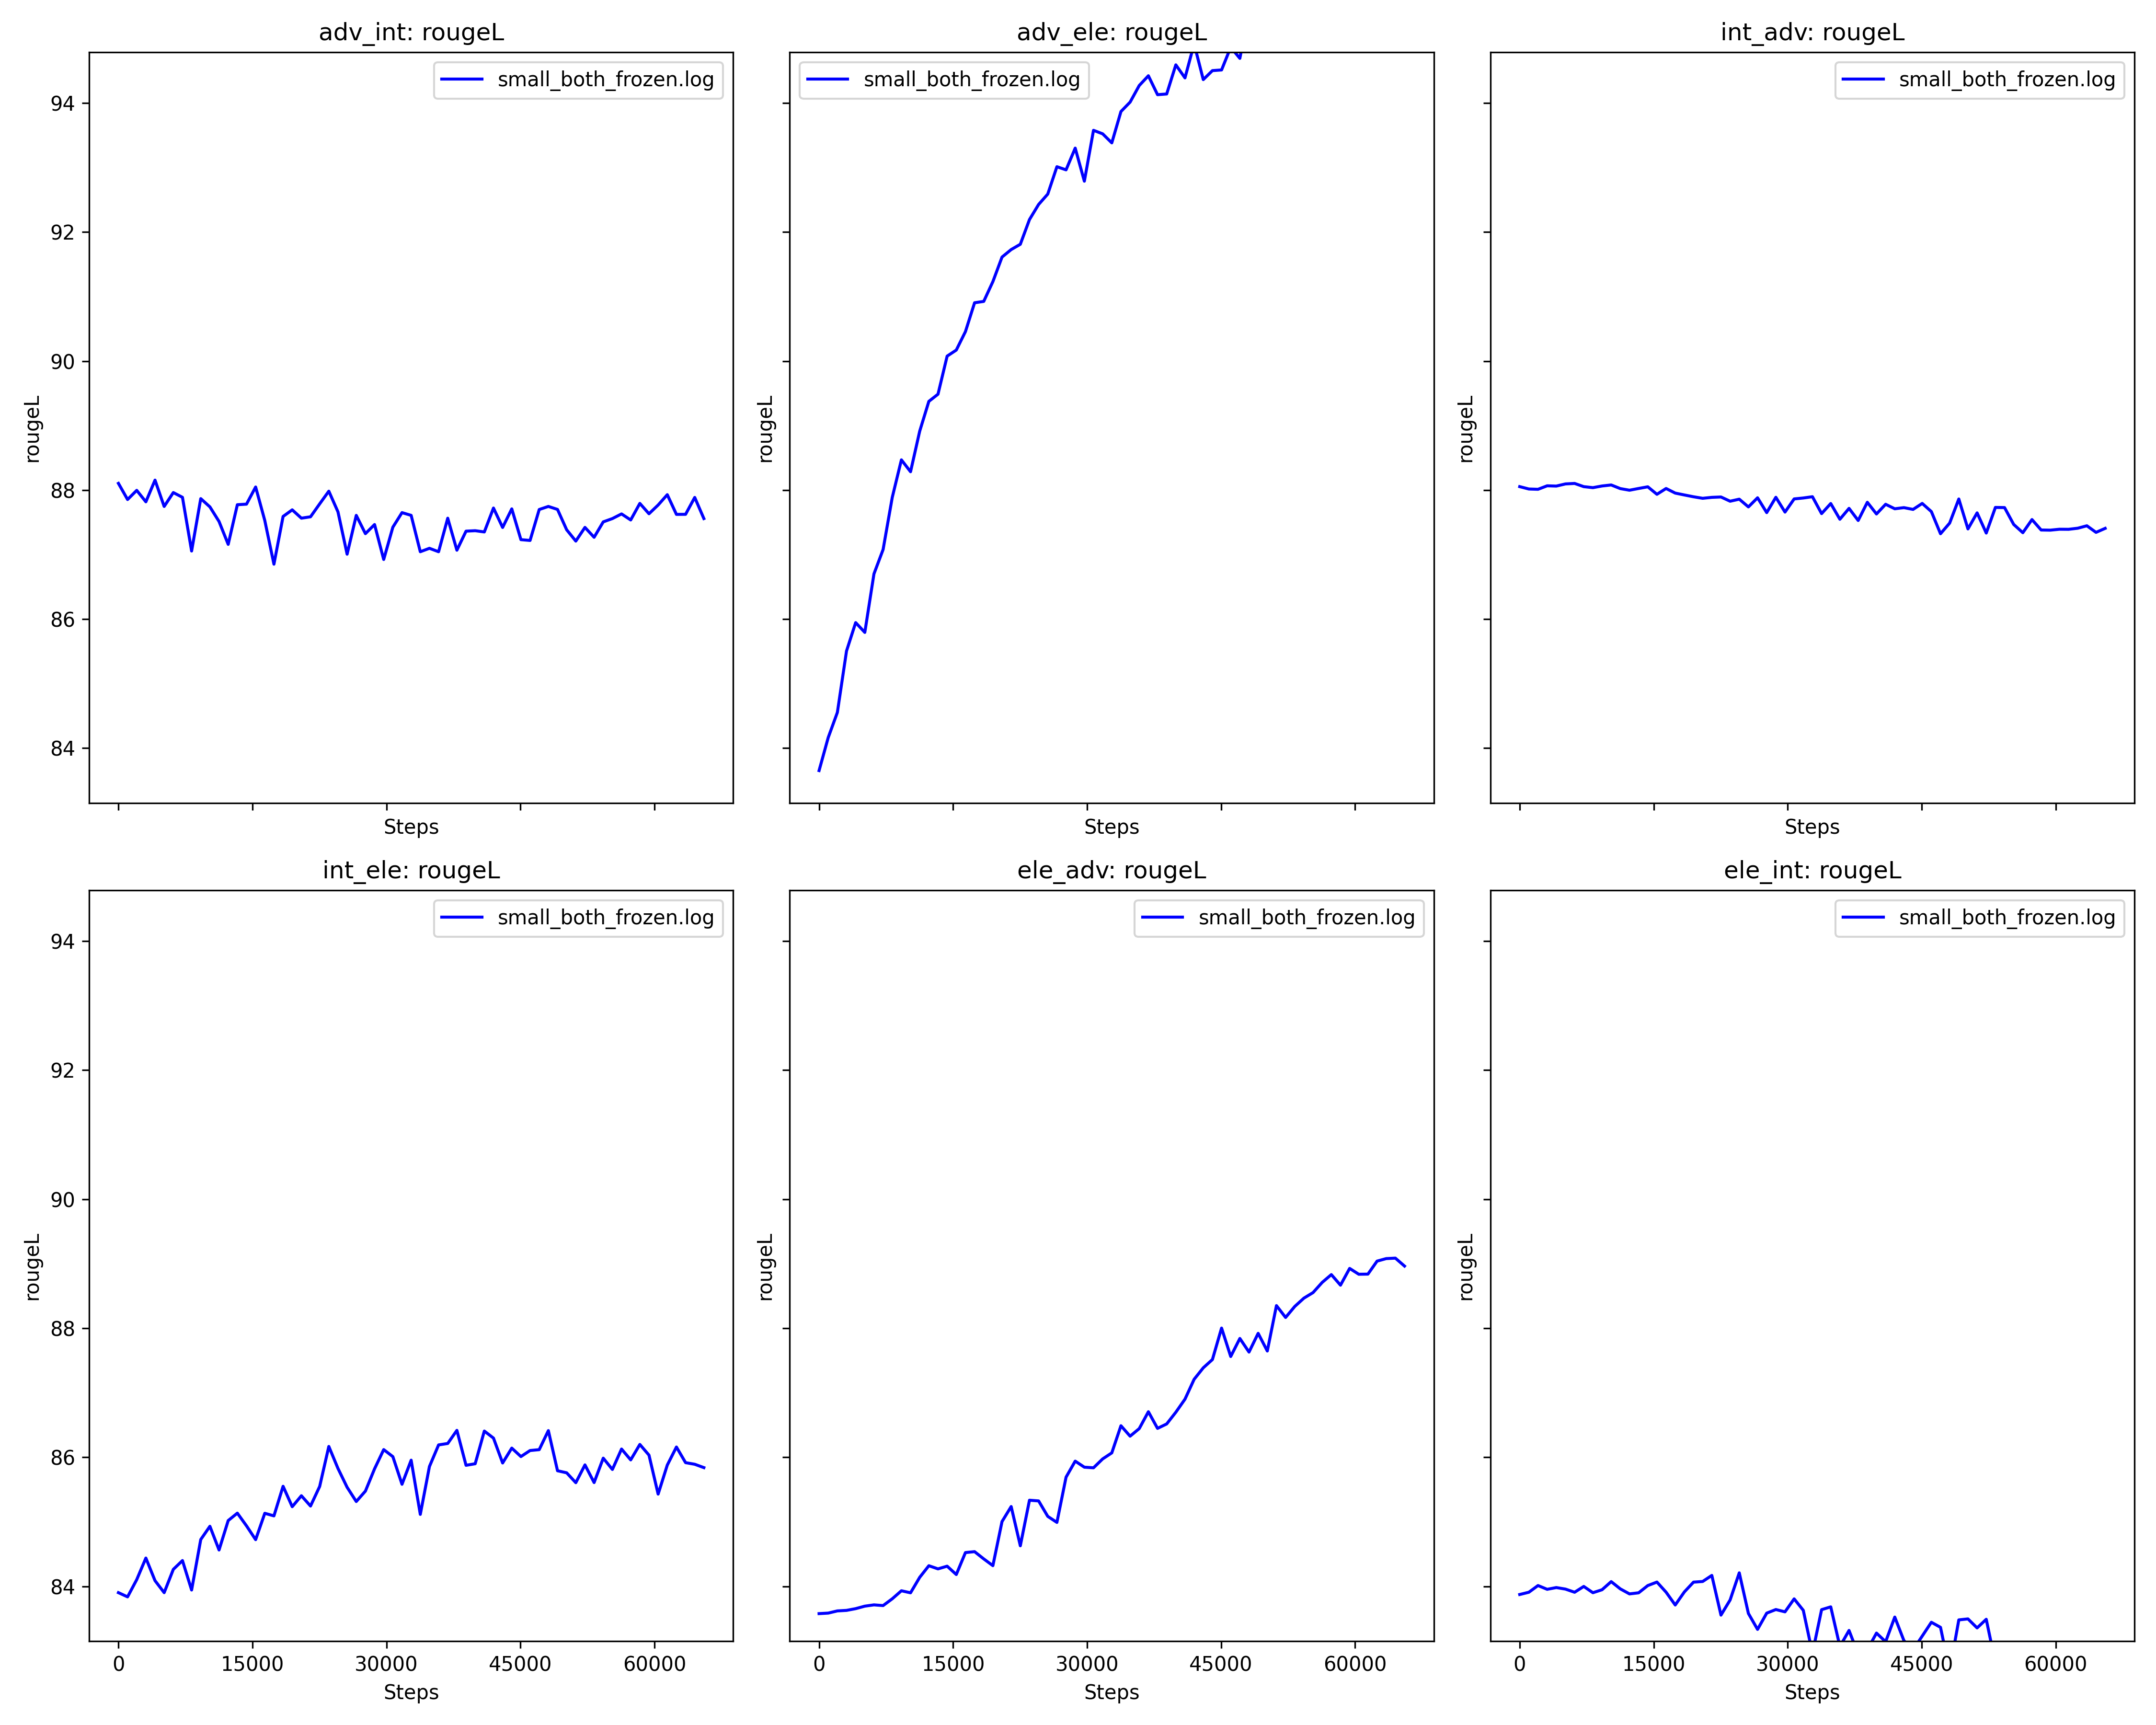 adv_int: rougeL
small_both_frozen.log
94
92
90
88
86
84
rougeL
Steps
adv_ele: rougeL
small_both_frozen.log
rougeL
Steps
int_adv: rougeL
small_both_frozen.log
rougeL
Steps
int_ele: rougeL
small_both_frozen.log
94
92
90
88
86
84
rougeL
0 15000 30000 45000 60000
Steps
ele_adv: rougeL
small_both_frozen.log
rougeL
0 15000 30000 45000 60000
Steps
ele_int: rougeL
small_both_frozen.log
rougeL
0 15000 30000 45000 60000
Steps